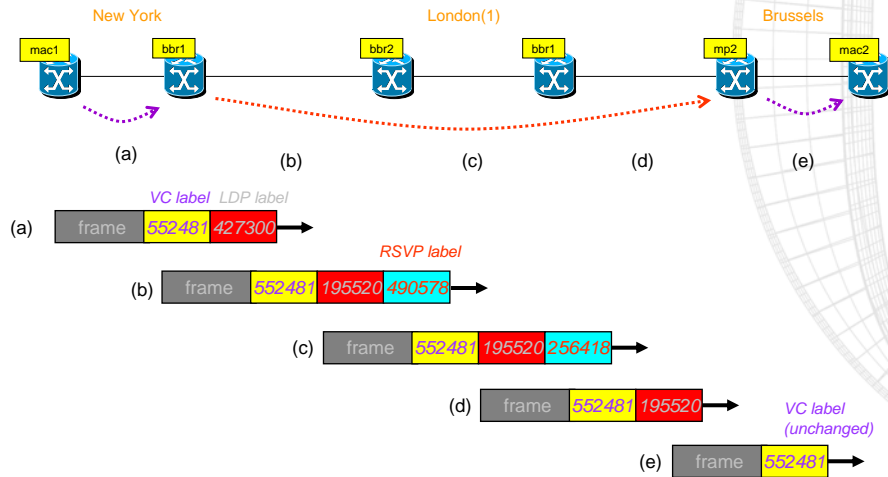 New York London(1) Brussels
mac1 bbr1 bbr2 bbr1 mp2 mac2
(a) (b) (c) (d) (e)
VC label LDP label
(a) frame 552481 427300
RSVP label
(b) frame 552481 195520 490578
(c) frame 552481 195520 256418
(d) frame 552481 195520
VC label
(unchanged)
(e) frame 552481